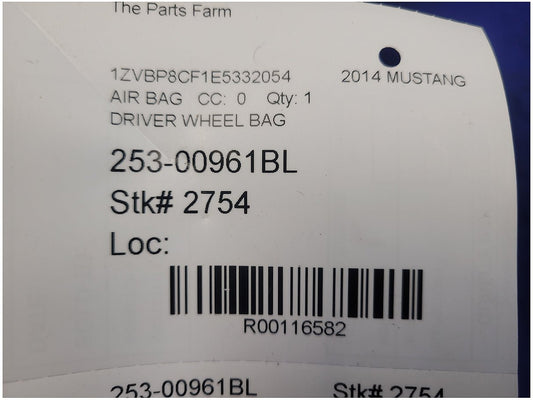 The Parts Farm
1ZVBP8CF1E5332054 2014 MUSTANG
AIR BAG CC: 0 Qty: 1
DRIVER WHEEL BAG
253-00961BL
Stk# 2754
Loc:
R00116582
253-00961BL Stk# 2754